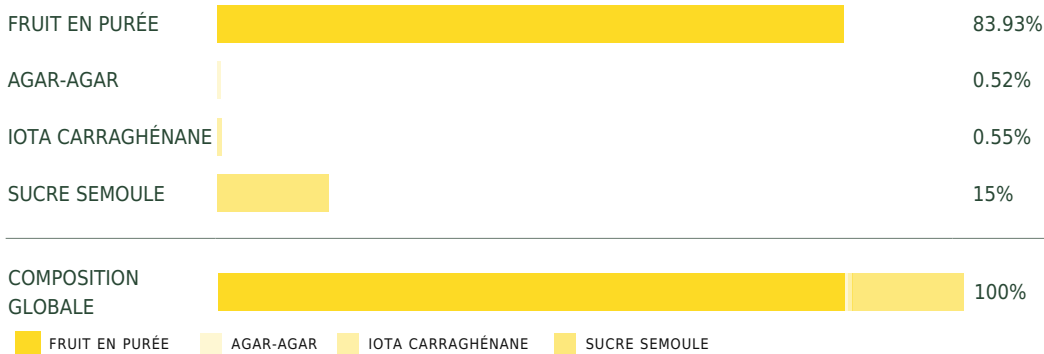 FRUIT EN PURÉE 83.93%
AGAR-AGAR 0.52%
IOTA CARRAGHÉNANE 0.55%
SUCRE SEMOULE 15%
COMPOSITION
GLOBALE 100%
FRUIT EN PURÉE AGAR-AGAR IOTA CARRAGHÉNANE SUCRE SEMOULE